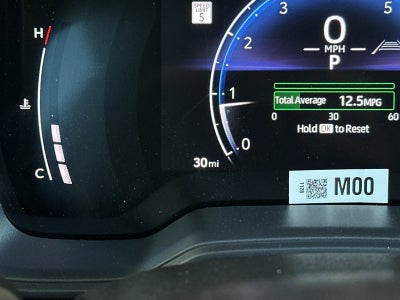 H
C
SPEED
LIMIT
5
3
2
1
0
0
MPH
P
Total Average 12.5MPG
0 30 60
Hold OK to Reset
30mi
M00